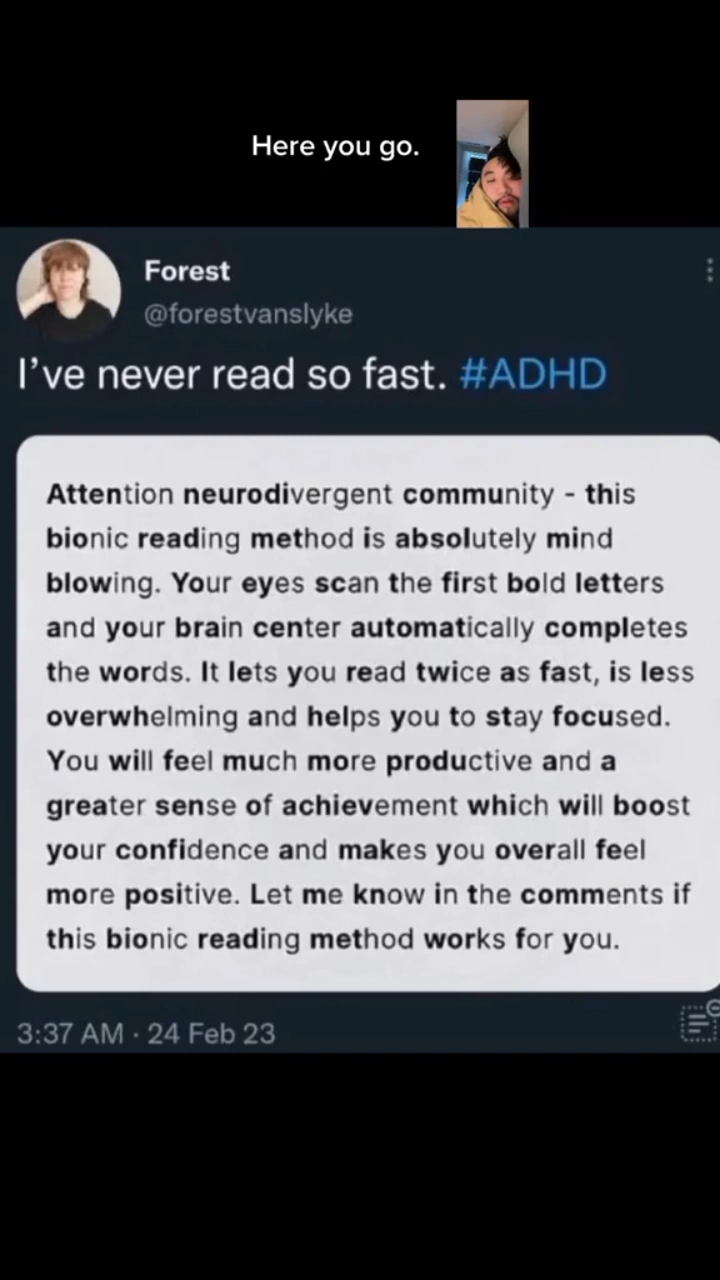 Here you go.
Forest
@forestvanslyke
I've never read so fast. #ADHD
Attention neurodivergent community - this
bionic reading method is absolutely mind
blowing. Your eyes scan the first bold letters
and your brain center automatically completes
the words. It lets you read twice as fast, is less
overwhelming and helps you to stay focused.
You will feel much more productive and a
greater sense of achievement which will boost
your confidence and makes you overall feel
more positive. Let me know in the comments if
this bionic reading method works for you.
3:37 AM · 24 Feb 23